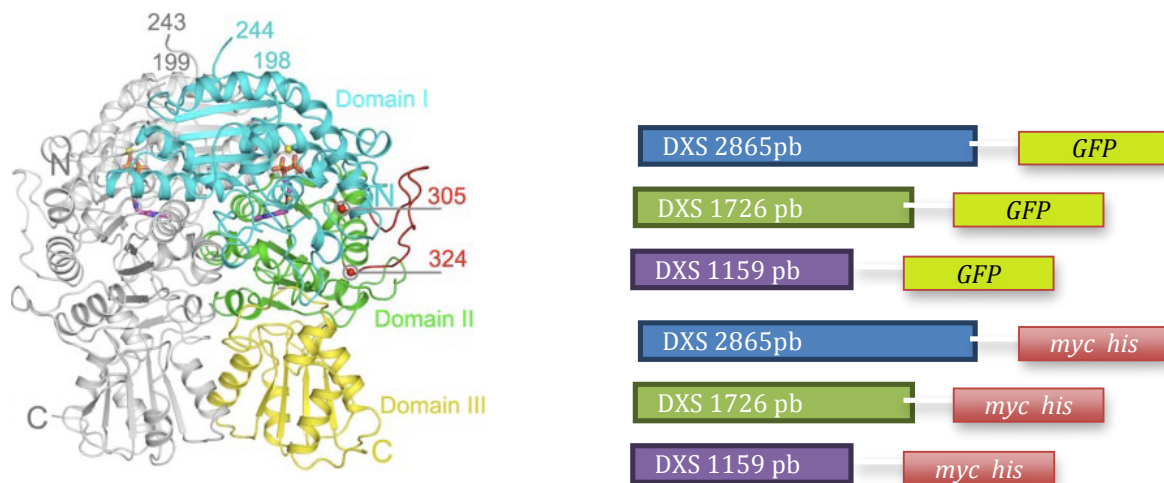 243
244
199
198
Domain I
N
N
305
324
Domain II
Domain III
C
C
DXS 2865pb
GFP
DXS 1726 pb
GFP
DXS 1159 pb
GFP
DXS 2865pb
myc his
DXS 1726 pb
myc his
DXS 1159 pb
myc his